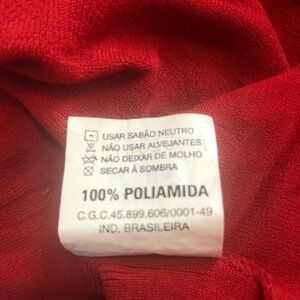 USAR SABÃO NEUTRO
NÃO USAR ALVEJANTES
NÃO DEIXAR DE MOLHO
SECAR À SOMBRA
100% POLIAMIDA
C.G.C.45.899.606/0001-49
IND. BRASILEIRA